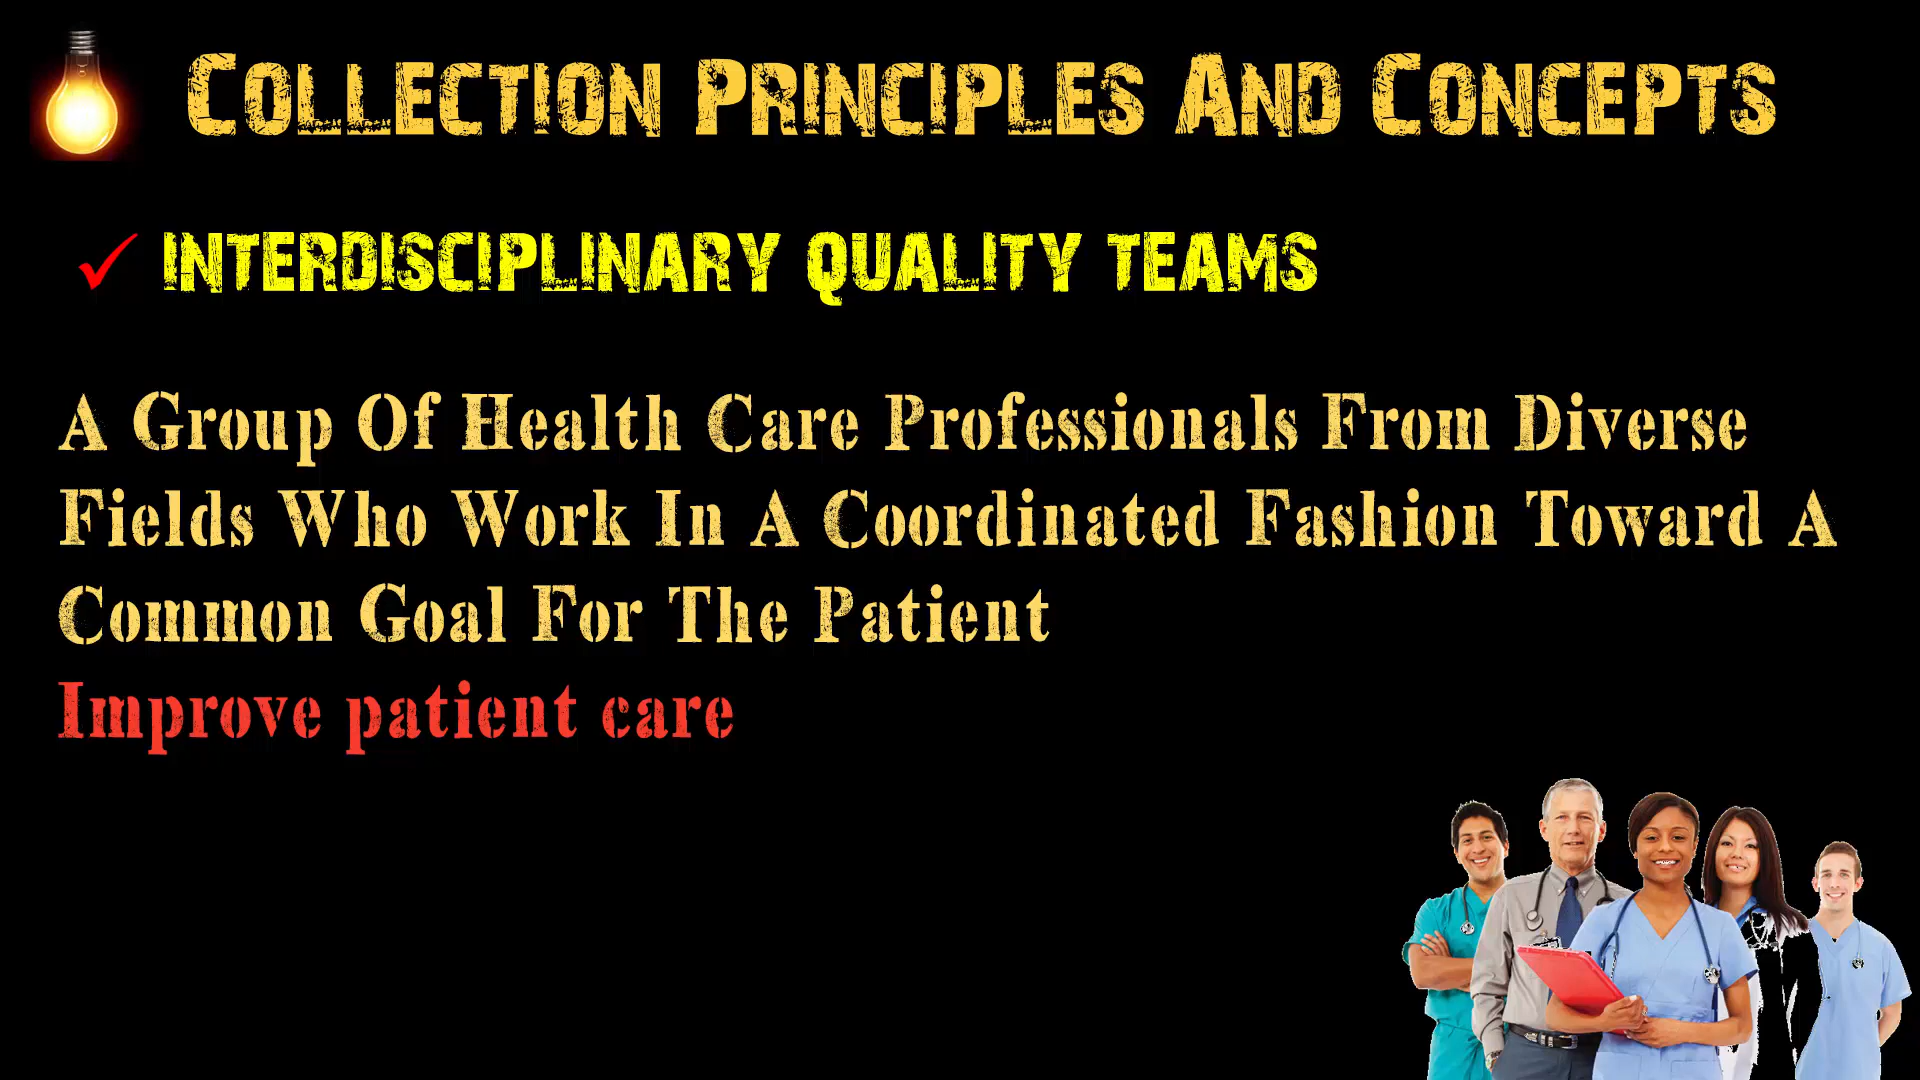 Collection Principles And Concepts
INTERDISCIPLINARY QUALITY TEAMS
A Group Of Health Care Professionals From Diverse
Fields Who Work In A Coordinated Fashion Toward A
Common Goal For The Patient
Improve patient care